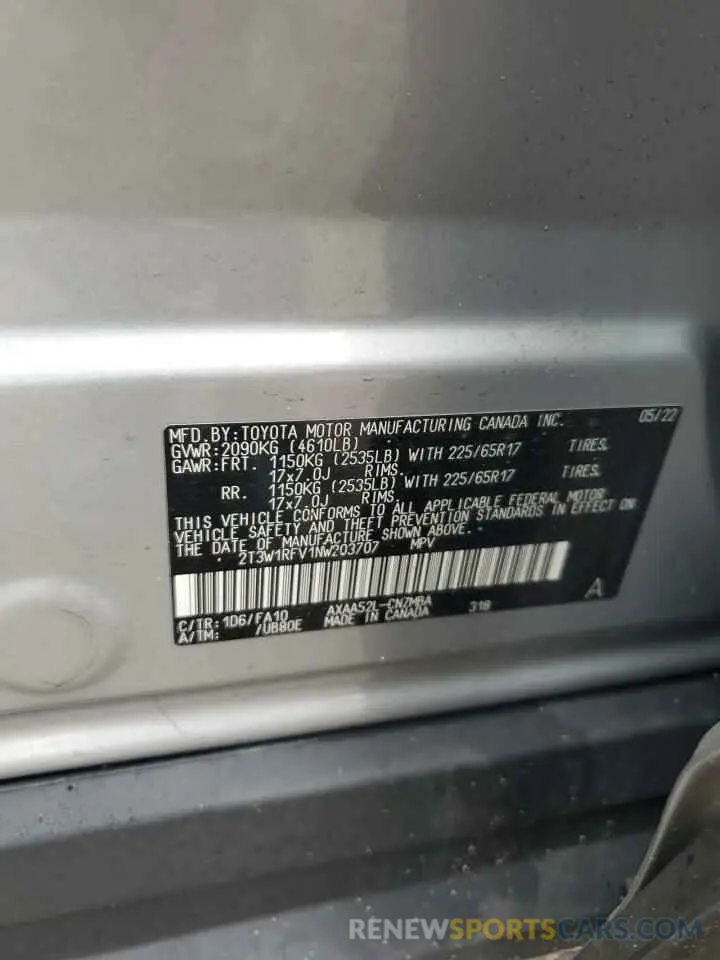 MFD. BY: TOYOTA MOTOR MANUFACTURING CANADA INC. 05/22
GVWR: 2090KG (4610LB)
GAWR: FRT. 1150KG (2535LB) WITH 225/65R17 TIRES.
17x7.0J RIMS.
RR. 1150KG (2535LB) WITH 225/65R17 TIRES.
17x7.0J RIMS.
THIS VEHICLE CONFORMS TO ALL APPLICABLE FEDERAL MOTOR
VEHICLE SAFETY AND THEFT PREVENTION STANDARDS IN EFFECT ON
THE DATE OF MANUFACTURE SHOWN ABOVE.
2T3W1RFV1NW203707 MPV
A
C/TR: 1D6/FA10 AXAA52L-CNZMBA 318
A/TM: /UB80E MADE IN CANADA
RENEWSPORTSCARS.COM